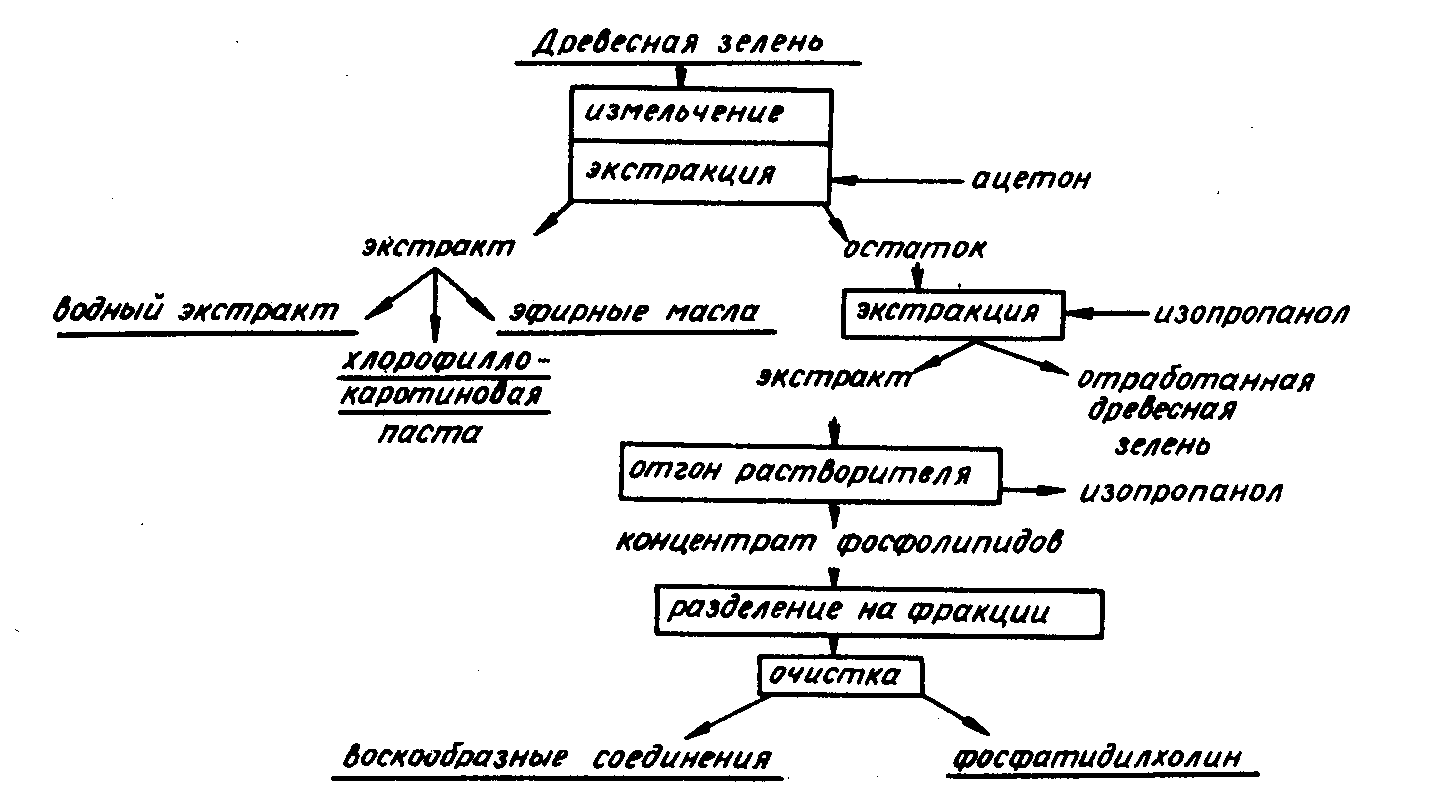 Древесная зелень
измельчение
экстракция
ацетон
экстракт
остаток
водный экстракт
эфирные масла
экстракция
изопропанол
хлорофилло-
каротиновая
паста
экстракт
отработанная
древесная
зелень
отгон растворителя
изопропанол
концентрат фосфолипидов
разделение на фракции
очистка
воскообразные соединения
фосфатидилхолин